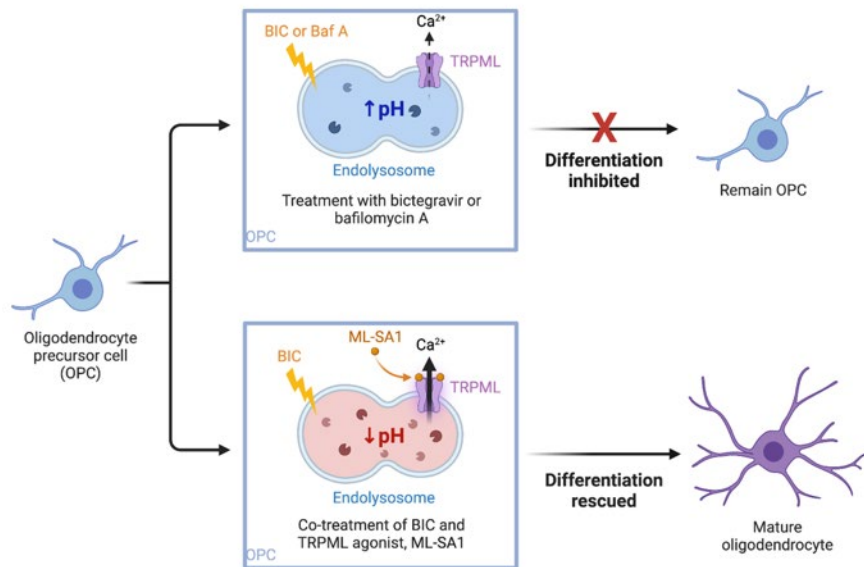 BIC or Baf A
Ca²⁺
TRPML
↑pH
Endolysosome
Treatment with bictegravir or
bafilomycin A
OPC
X
Differentiation
inhibited
Remain OPC
Oligodendrocyte
precursor cell
(OPC)
BIC
ML-SA1
Ca²⁺
TRPML
↓pH
Endolysosome
Co-treatment of BIC and
TRPML agonist, ML-SA1
OPC
Differentiation
rescued
Mature
oligodendrocyte